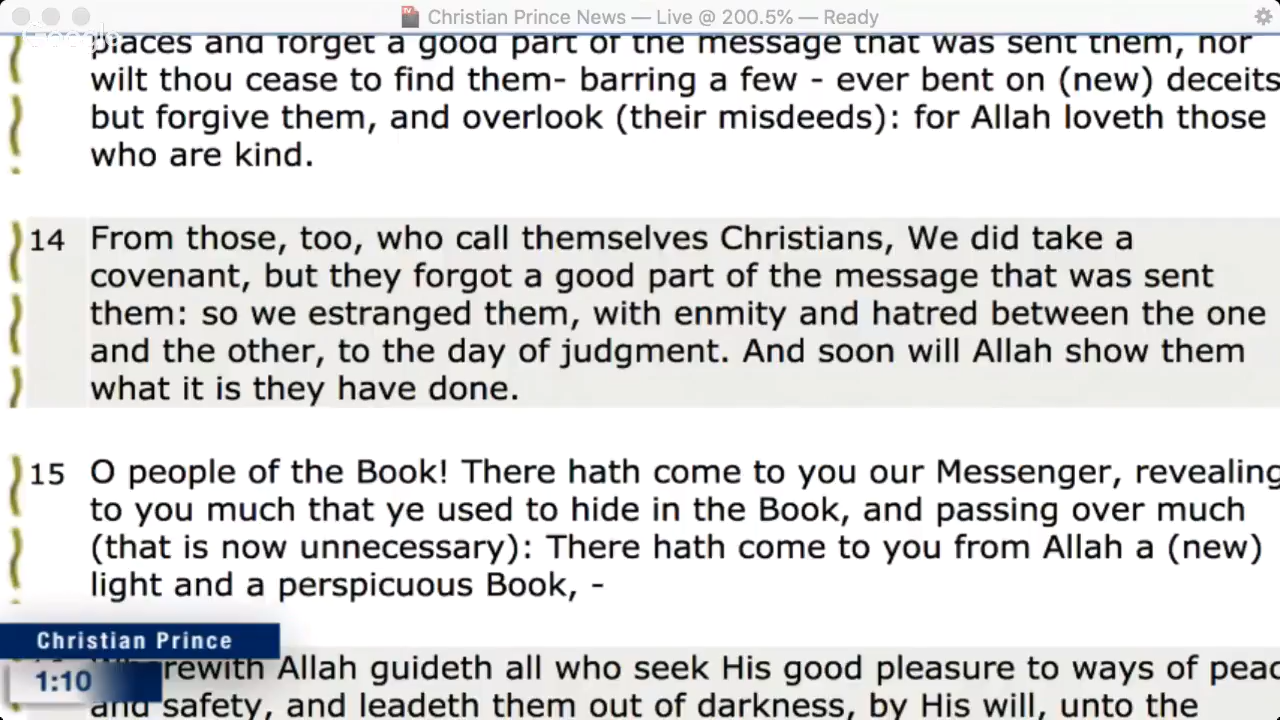 Christian Prince News — Live @ 200.5% — Ready
Google
places and forget a good part of the message that was sent them, nor
wilt thou cease to find them- barring a few - ever bent on (new) deceits
but forgive them, and overlook (their misdeeds): for Allah loveth those
who are kind.
14 From those, too, who call themselves Christians, We did take a
covenant, but they forgot a good part of the message that was sent
them: so we estranged them, with enmity and hatred between the one
and the other, to the day of judgment. And soon will Allah show them
what it is they have done.
15 O people of the Book! There hath come to you our Messenger, revealing
to you much that ye used to hide in the Book, and passing over much
(that is now unnecessary): There hath come to you from Allah a (new)
light and a perspicuous Book, -
Christian Prince
Allah guideth all who seek His good pleasure to ways of
1:10
and safety, and leadeth them out of darkness, by His will, unto the